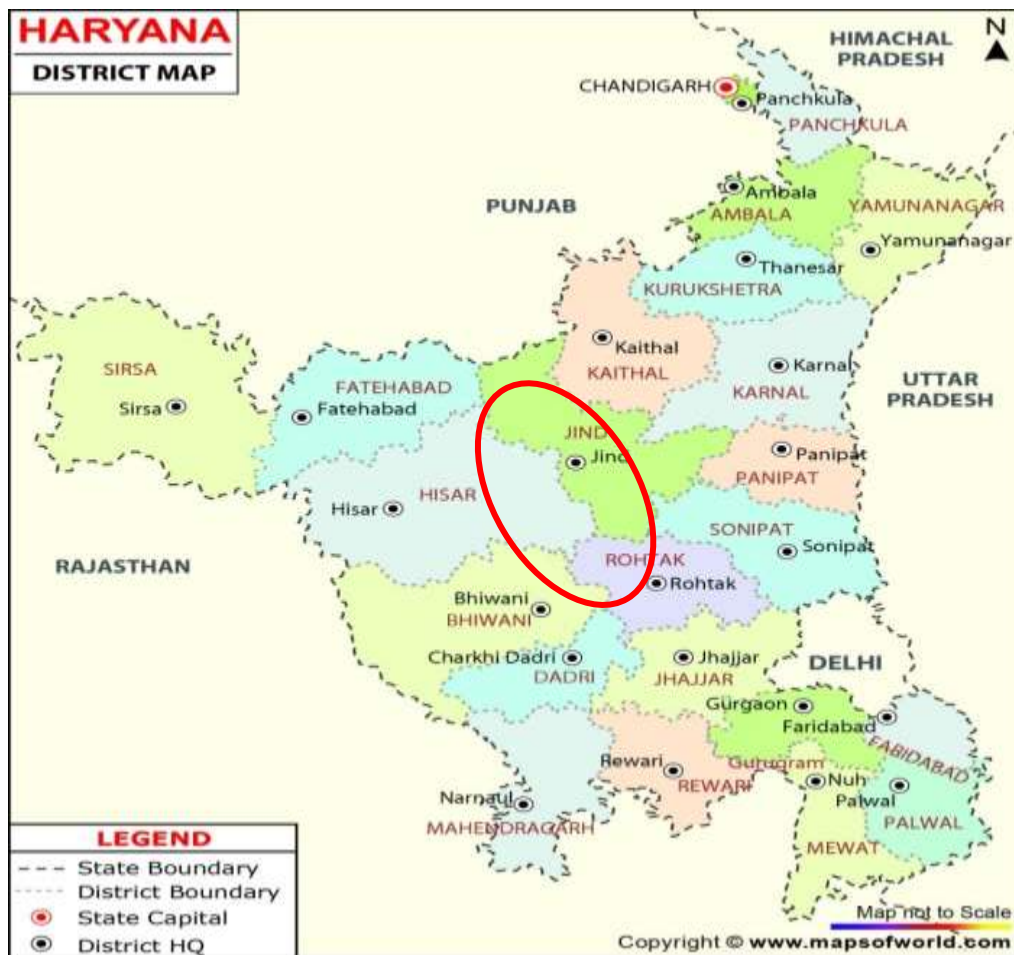 HARYANA
DISTRICT MAP
N
HIMACHAL
PRADESH
CHANDIGARH
Panchkula
PANCHKULA
PUNJAB
Ambala
AMBALA
YAMUNANAGAR
Yamunanagar
Thanesar
KURUKSHETRA
Kaithal
KAITHAL
Karnal
KARNAL
UTTAR
PRADESH
SIRSA
Sirsa
FATEHABAD
Fatehabad
JIND
Jind
Panipat
PANIPAT
HISAR
Hisar
SONIPAT
Sonipat
RAJASTHAN
ROHTAK
Rohtak
Bhiwani
BHIWANI
Charkhi Dadri
DADRI
Jhajjar
JHAJJAR
DELHI
Gurgaon
Faridabad
FABIDABAD
Gurugram
Rewari
REWARI
Nuh
Palwal
PALWAL
Narnaul
MAHENDRAGARH
MEWAT
LEGEND
State Boundary
District Boundary
State Capital
District HQ
Map not to Scale
Copyright © www.mapsofworld.com